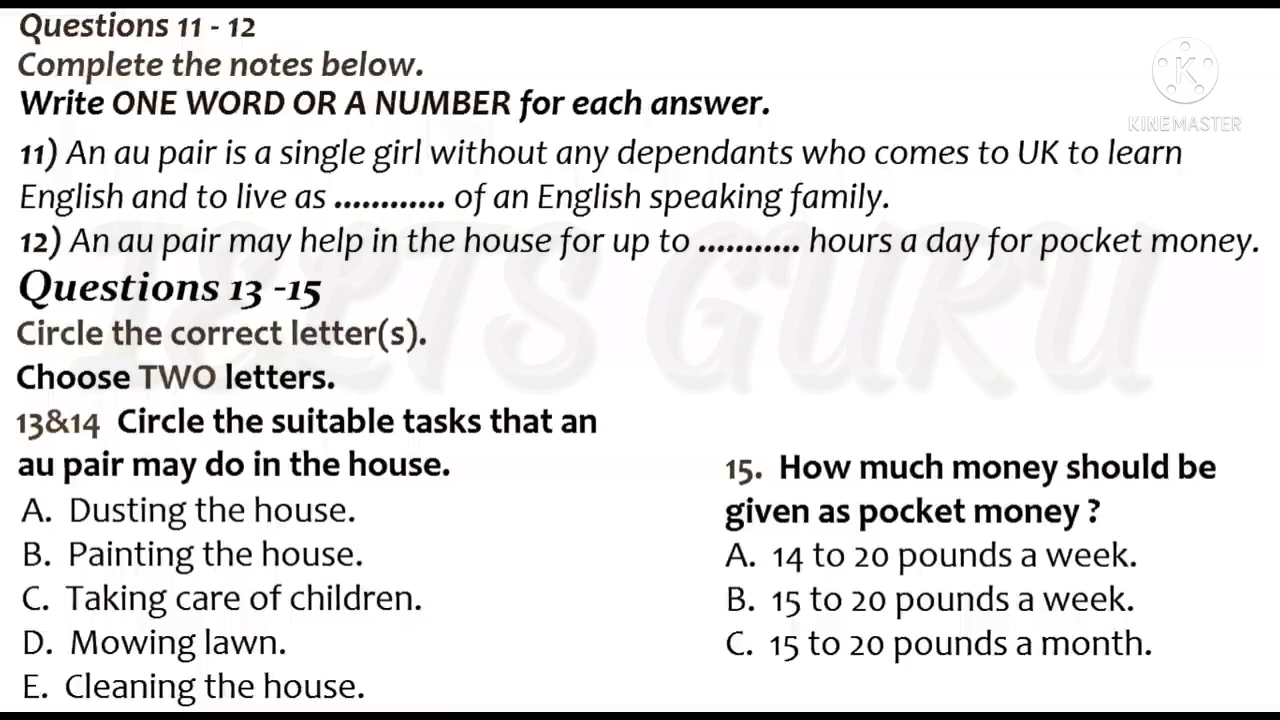 Questions 11 - 12
Complete the notes below.
Write ONE WORD OR A NUMBER for each answer.
11) An au pair is a single girl without any dependants who comes to UK to learn
English and to live as ............ of an English speaking family.
12) An au pair may help in the house for up to ........... hours a day for pocket money.
Questions 13 -15
Circle the correct letter(s).
Choose TWO letters.
13&14 Circle the suitable tasks that an
au pair may do in the house.
A. Dusting the house.
B. Painting the house.
C. Taking care of children.
D. Mowing lawn.
E. Cleaning the house.
15. How much money should be
given as pocket money ?
A. 14 to 20 pounds a week.
B. 15 to 20 pounds a week.
C. 15 to 20 pounds a month.
K
KINEMASTER
IELTS GURU